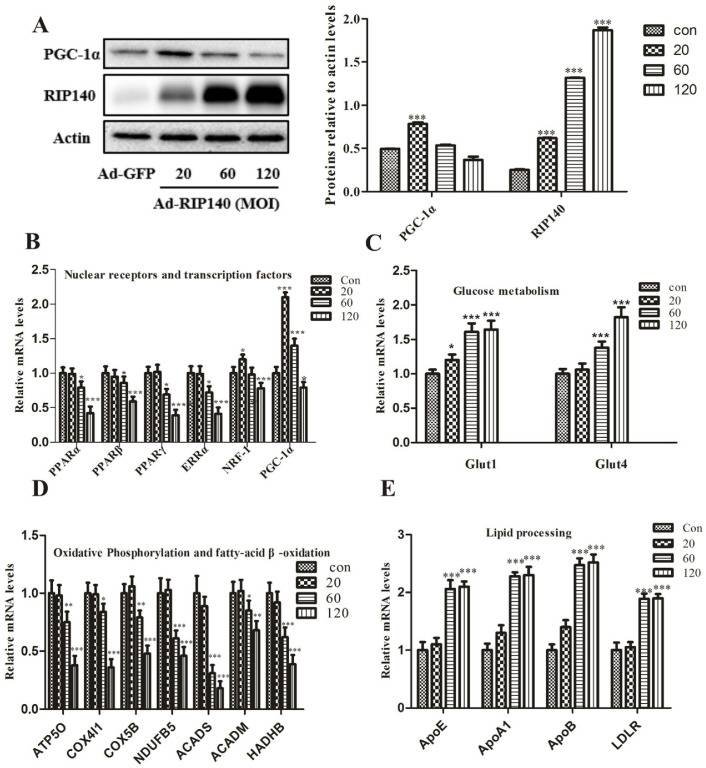 A
PGC-1α
RIP140
Actin
Ad-GFP 20 60 120
Ad-RIP140 (MOI)
Proteins relative to actin levels
2.0
1.5
1.0
0.5
0.0
***
***
***
***
con
20
60
120
PGC-1α
RIP140
B
Nuclear receptors and transcription factors
Relative mRNA levels
2.5
2.0
1.5
1.0
0.5
0.0
Con
20
60
120
*
***
*
***
*
***
*
***
*
***
***
***
*
PPARα
PPARβ
PPARγ
ERRα
NRF-1
PGC-1α
C
Glucose metabolism
Relative mRNA levels
2.5
2.0
1.5
1.0
0.5
0.0
con
20
60
120
*
***
***
***
***
Glut1
Glut4
D
Oxidative Phosphorylation and fatty-acid β -oxidation
Relative mRNA levels
1.5
1.0
0.5
0.0
con
20
60
120
**
***
*
***
**
***
***
***
***
***
**
**
***
***
ATP5O
COX4I1
COX5B
NDUFB5
ACADS
ACADM
HADHB
E
Lipid processing
Relative mRNA levels
3
2
1
0
Con
20
60
120
***
***
***
***
***
***
***
***
ApoE
ApoA1
ApoB
LDLR